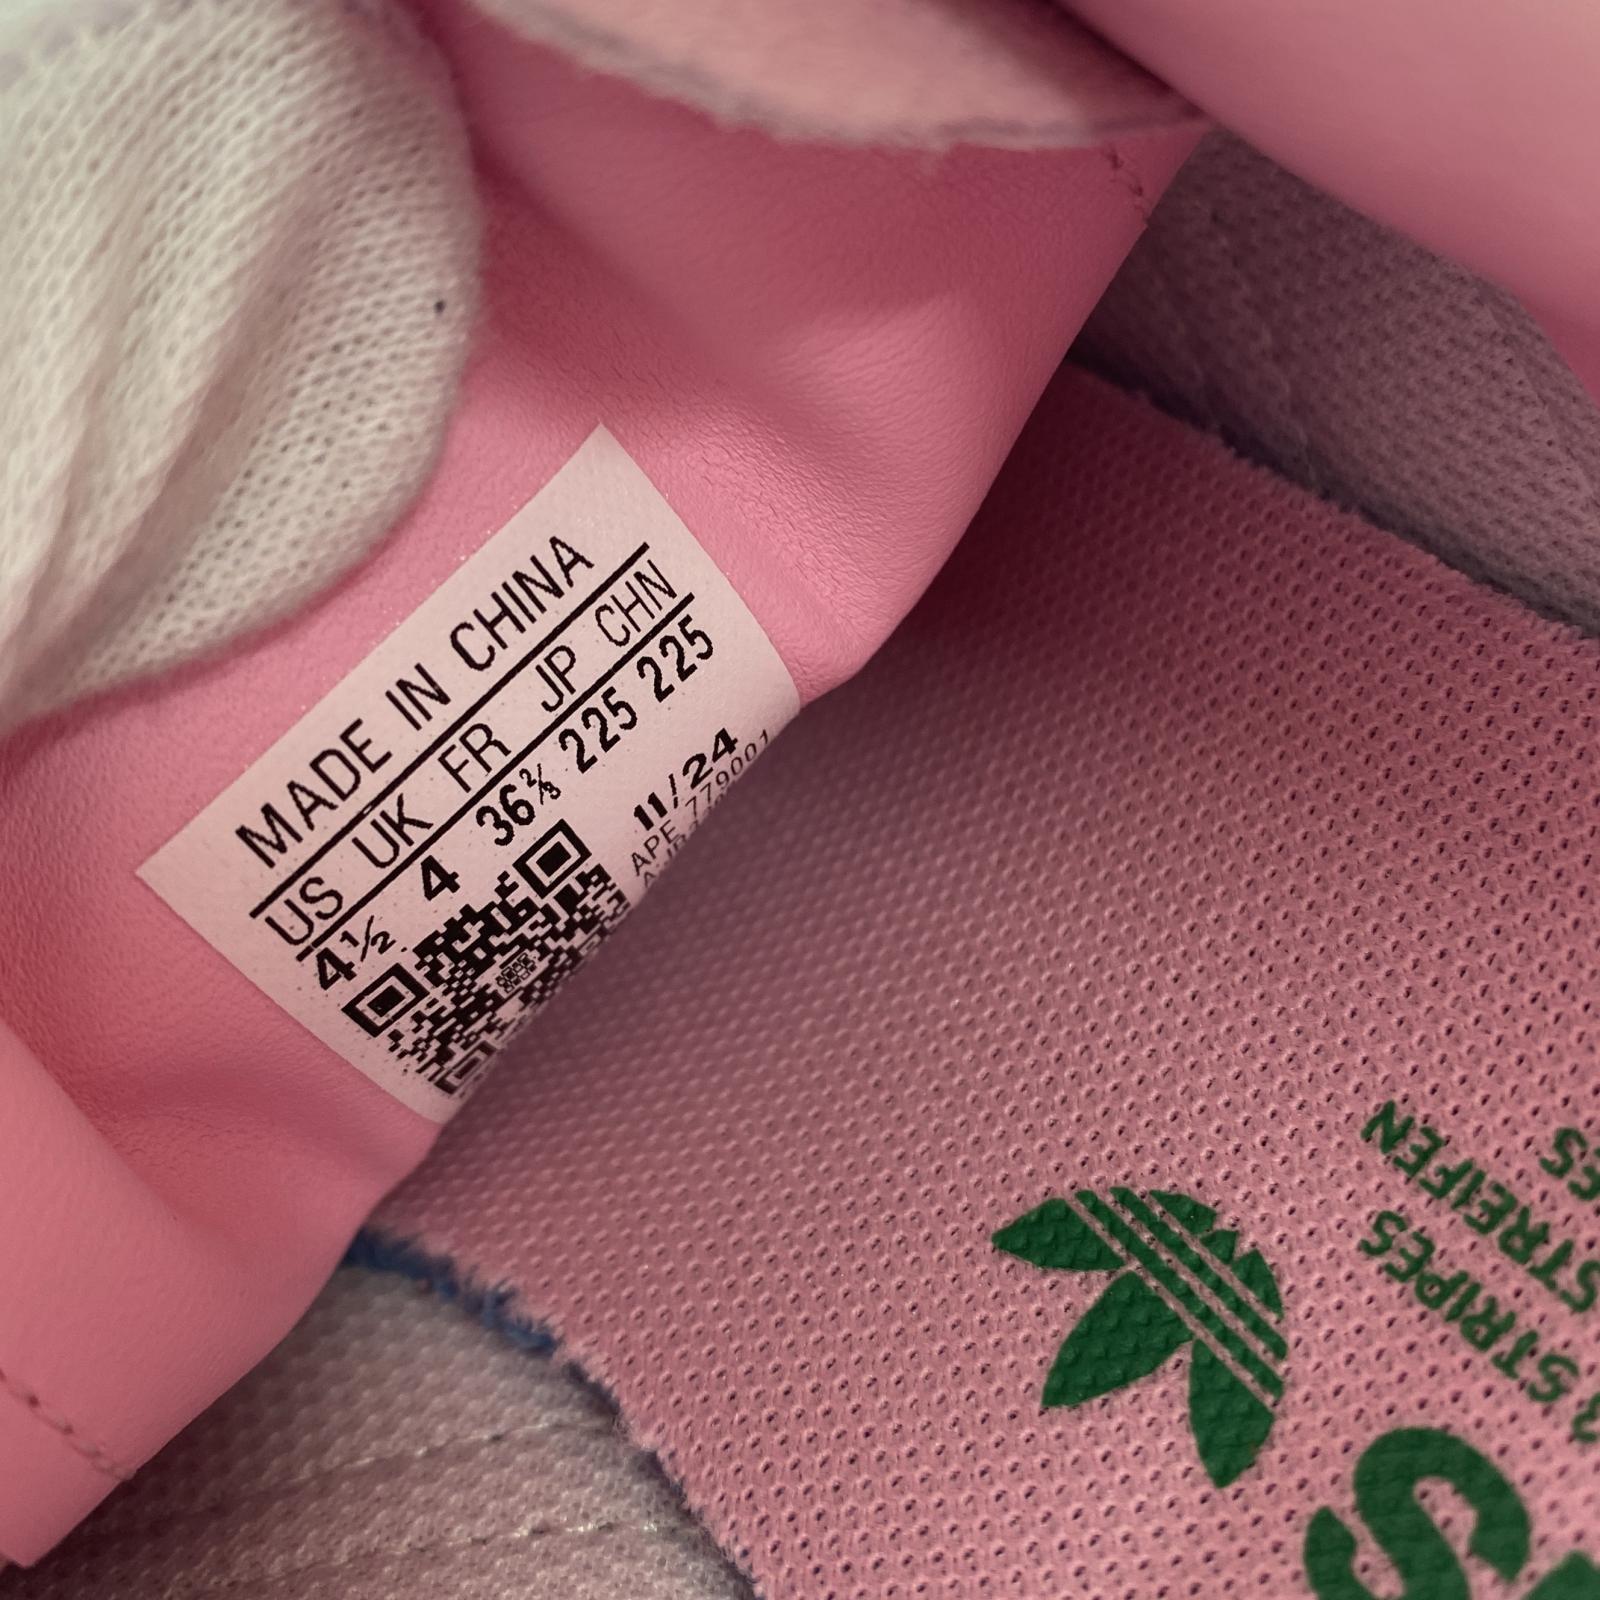 MADE IN CHINA
US UK FR JP CHN
4½ 4 36⅔ 225 225
11/24
APE 779001
3 STRIPES
STREIFEN